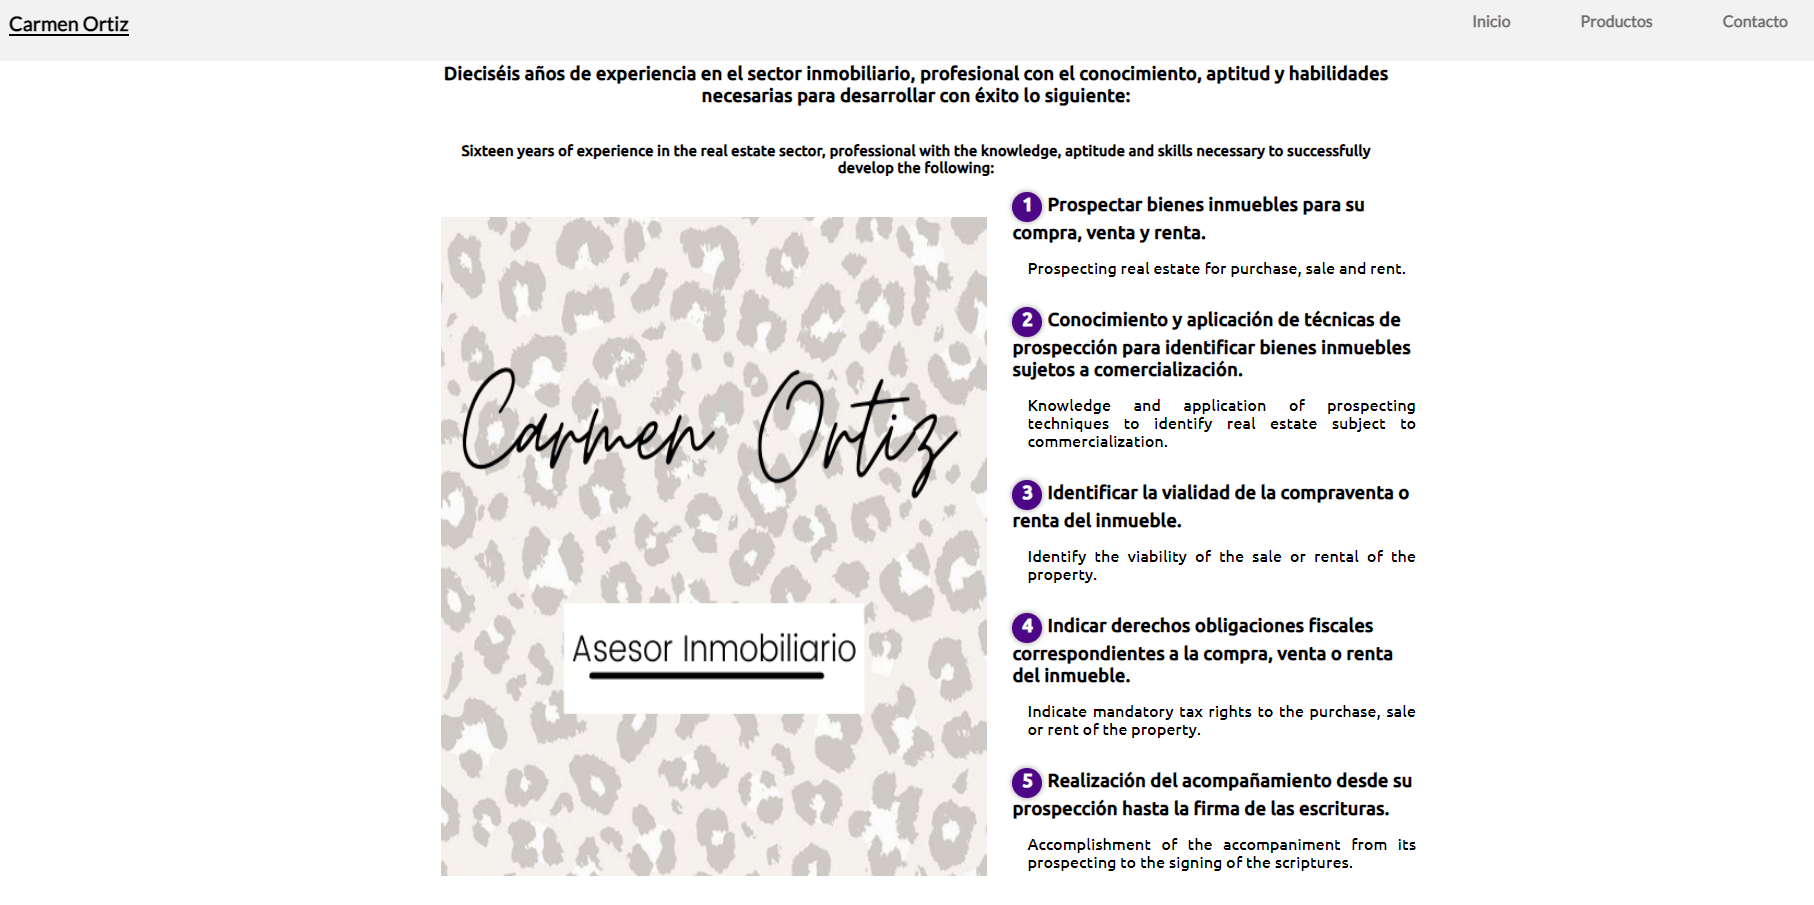 Carmen Ortiz
Inicio
Productos
Contacto
Dieciséis años de experiencia en el sector inmobiliario, profesional con el conocimiento, aptitud y habilidades
necesarias para desarrollar con éxito lo siguiente:
Sixteen years of experience in the real estate sector, professional with the knowledge, aptitude and skills necessary to successfully
develop the following:
Carmen Ortiz
Asesor Inmobiliario
1 Prospectar bienes inmuebles para su
compra, venta y renta.
Prospecting real estate for purchase, sale and rent.
2 Conocimiento y aplicación de técnicas de
prospección para identificar bienes inmuebles
sujetos a comercialización.
Knowledge and application of prospecting
techniques to identify real estate subject to
commercialization.
3 Identificar la vialidad de la compraventa o
renta del inmueble.
Identify the viability of the sale or rental of the
property.
4 Indicar derechos obligaciones fiscales
correspondientes a la compra, venta o renta
del inmueble.
Indicate mandatory tax rights to the purchase, sale
or rent of the property.
5 Realización del acompañamiento desde su
prospección hasta la firma de las escrituras.
Accomplishment of the accompaniment from its
prospecting to the signing of the scriptures.